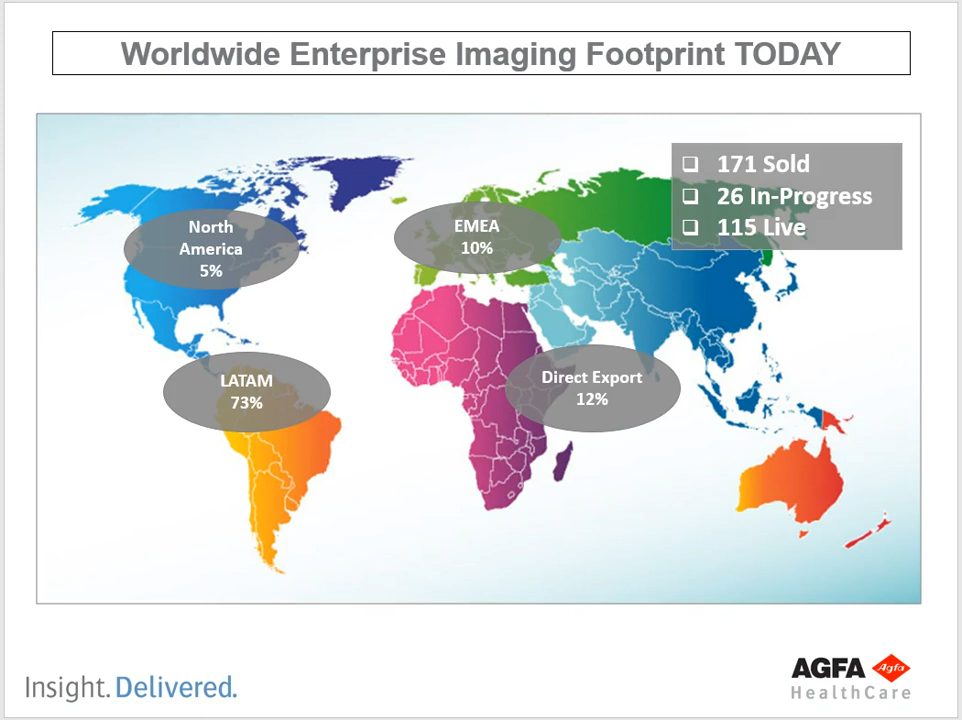 Worldwide Enterprise Imaging Footprint TODAY
171 Sold
26 In-Progress
115 Live
North
America
5%
EMEA
10%
LATAM
73%
Direct Export
12%
Insight. Delivered.
AGFA
Agfa
HealthCare